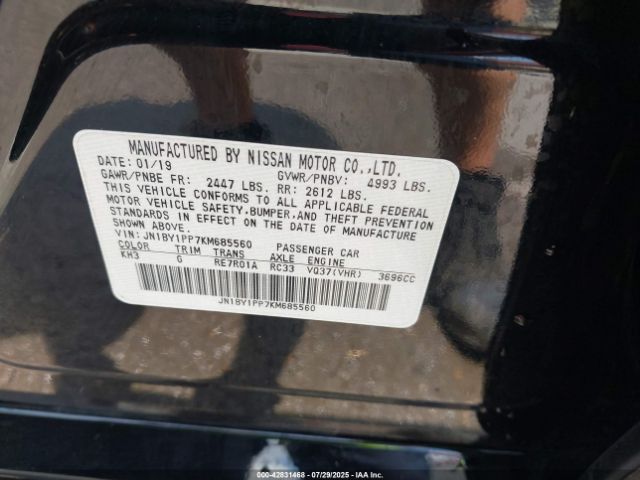 MANUFACTURED BY NISSAN MOTOR CO.,LTD.
DATE: 01/19 GVWR/PNBV: 4993 LBS.
GAWR/PNBE FR: 2447 LBS. RR: 2612 LBS.
THIS VEHICLE CONFORMS TO ALL APPLICABLE FEDERAL
MOTOR VEHICLE SAFETY,BUMPER,AND THEFT PREVENTION
STANDARDS IN EFFECT ON THE DATE OF MANUFACTURE
SHOWN ABOVE.
VIN: JN1BY1PP7KM685560 PASSENGER CAR
COLOR TRIM TRANS AXLE ENGINE
KH3 G RE7R01A RC33 VQ37(VHR) 3696CC
JN1BY1PP7KM685560
000-42831468 | 07/29/2025 | IAAI.COM